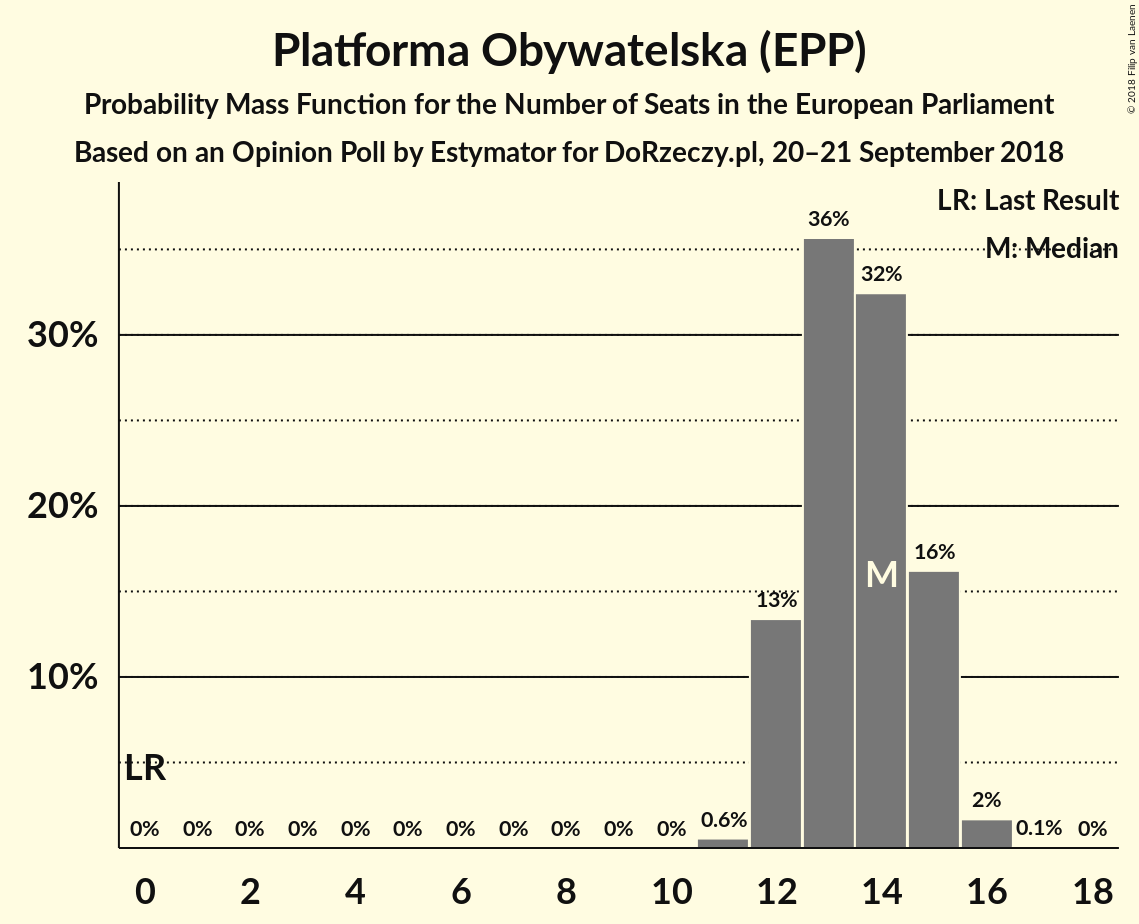 Platforma Obywatelska (EPP)
Probability Mass Function for the Number of Seats in the European Parliament
Based on an Opinion Poll by Estymator for DoRzeczy.pl, 20–21 September 2018
© 2018 Filip van Laenen
LR: Last Result
M: Median
30%
20%
10%
36%
32%
16%
13%
M
LR
0% 0% 0% 0% 0% 0% 0% 0% 0% 0% 0% 0.6% 2% 0.1% 0%
0 2 4 6 8 10 12 14 16 18